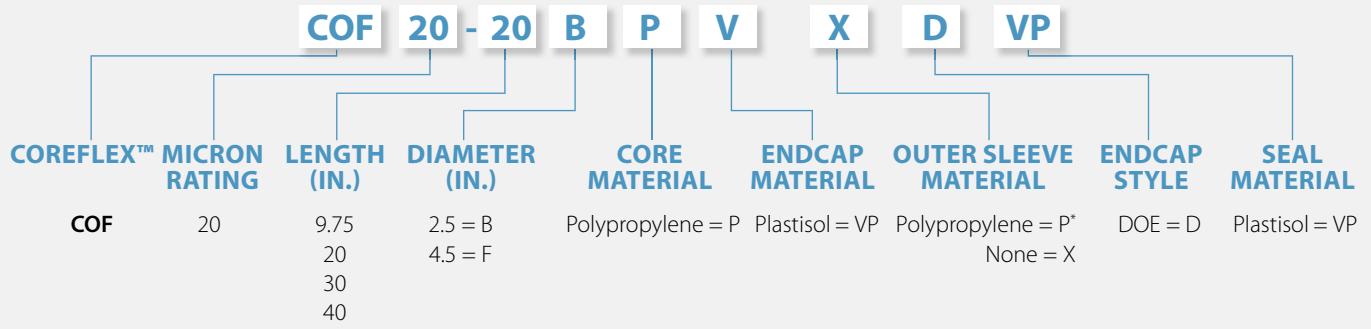 COF 20 - 20 B P V X D VP
COREFLEX™ MICRON RATING LENGTH (IN.) DIAMETER (IN.) CORE MATERIAL ENDCAP MATERIAL OUTER SLEEVE MATERIAL ENDCAP STYLE SEAL MATERIAL
COF 20 9.75 2.5 = B Polypropylene = P Plastisol = VP Polypropylene = P* DOE = D Plastisol = VP
20 4.5 = F None = X
30
40